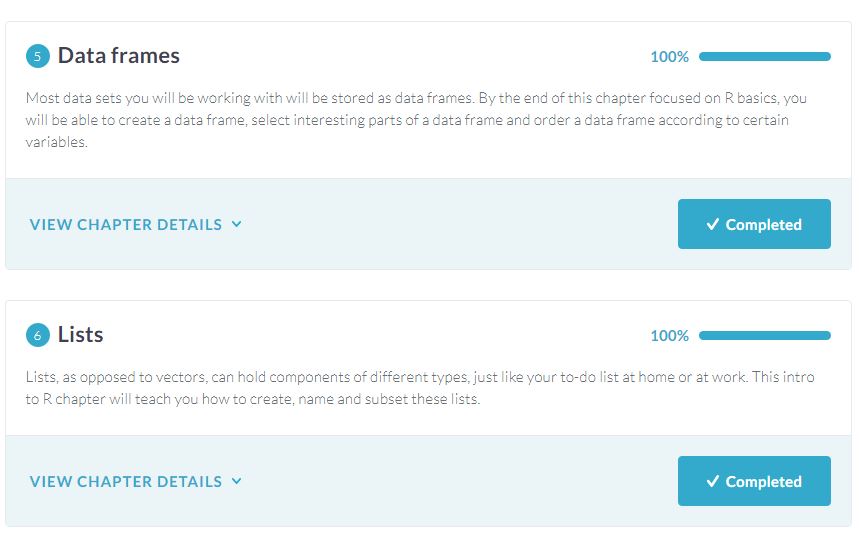 5 Data frames 100%
Most data sets you will be working with will be stored as data frames. By the end of this chapter focused on R basics, you
will be able to create a data frame, select interesting parts of a data frame and order a data frame according to certain
variables.
VIEW CHAPTER DETAILS Completed
6 Lists 100%
Lists, as opposed to vectors, can hold components of different types, just like your to-do list at home or at work. This intro
to R chapter will teach you how to create, name and subset these lists.
VIEW CHAPTER DETAILS Completed